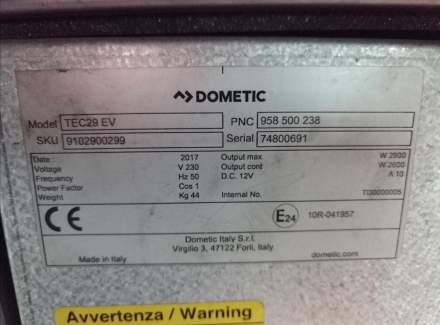 DOMETIC
Model TEC29 EV PNC 958 500 238
SKU 9102900299 Serial 74800691
Date : 2017 Output max W 2900
Voltage V 230 Output cont W 2600
Frequency Hz 50 D.C. 12V A 10
Power Factor Cos 1
Weight Kg 44 Internal No. T00000005
CE E24 10R-041957
Dometic Italy S.r.l.
Virgilio 3, 47122 Forlì, Italy
Made in Italy dometic.com
Avvertenza / Warning